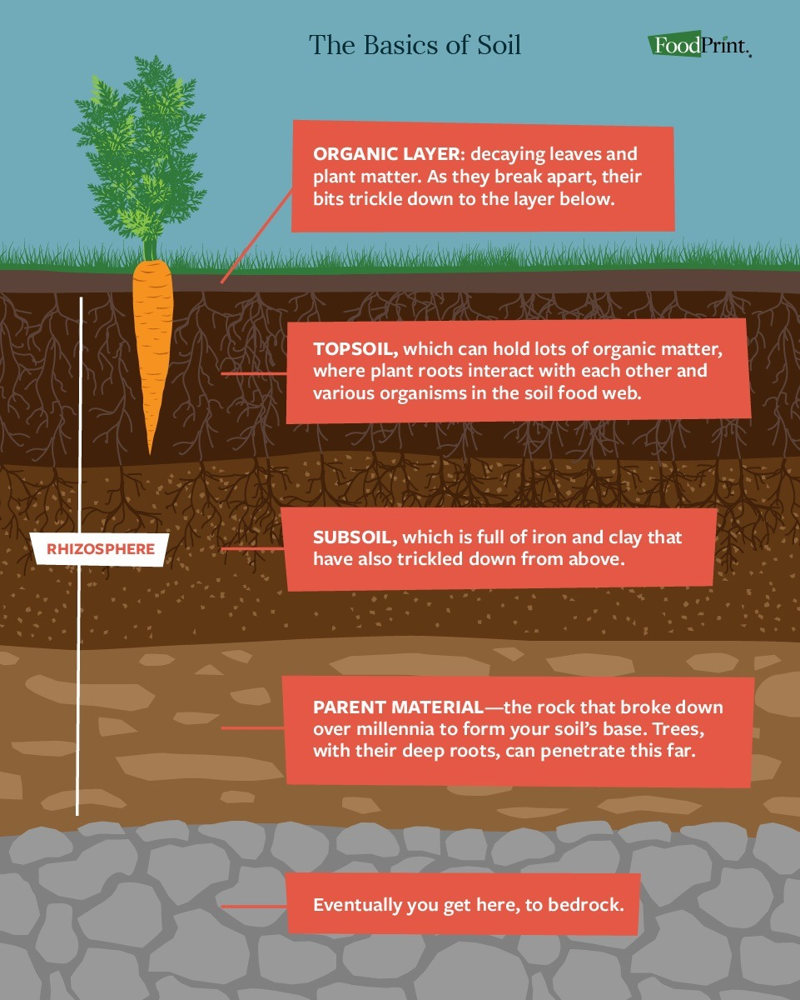 The Basics of Soil
FoodPrint.
ORGANIC LAYER: decaying leaves and
plant matter. As they break apart, their
bits trickle down to the layer below.
TOPSOIL, which can hold lots of organic matter,
where plant roots interact with each other and
various organisms in the soil food web.
RHIZOSPHERE
SUBSOIL, which is full of iron and clay that
have also trickled down from above.
PARENT MATERIAL—the rock that broke down
over millennia to form your soil’s base. Trees,
with their deep roots, can penetrate this far.
Eventually you get here, to bedrock.